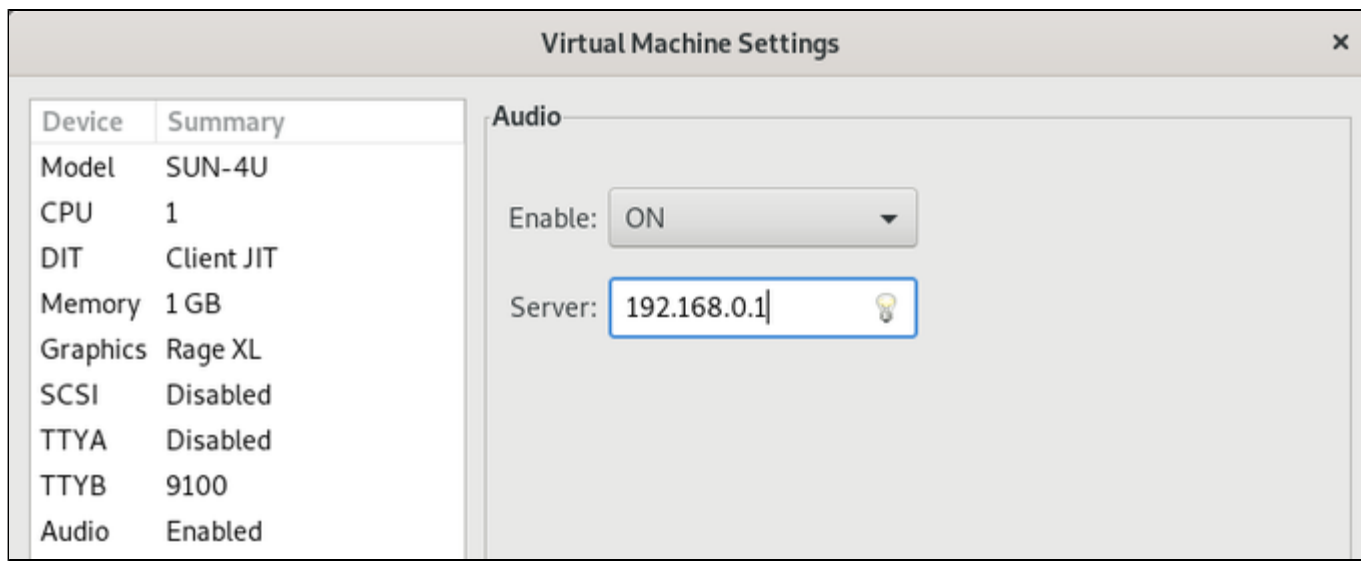 Virtual Machine Settings ×
Device Summary
Model SUN-4U
CPU 1
DIT Client JIT
Memory 1 GB
Graphics Rage XL
SCSI Disabled
TTYA Disabled
TTYB 9100
Audio Enabled
Audio
Enable: ON
Server: 192.168.0.1